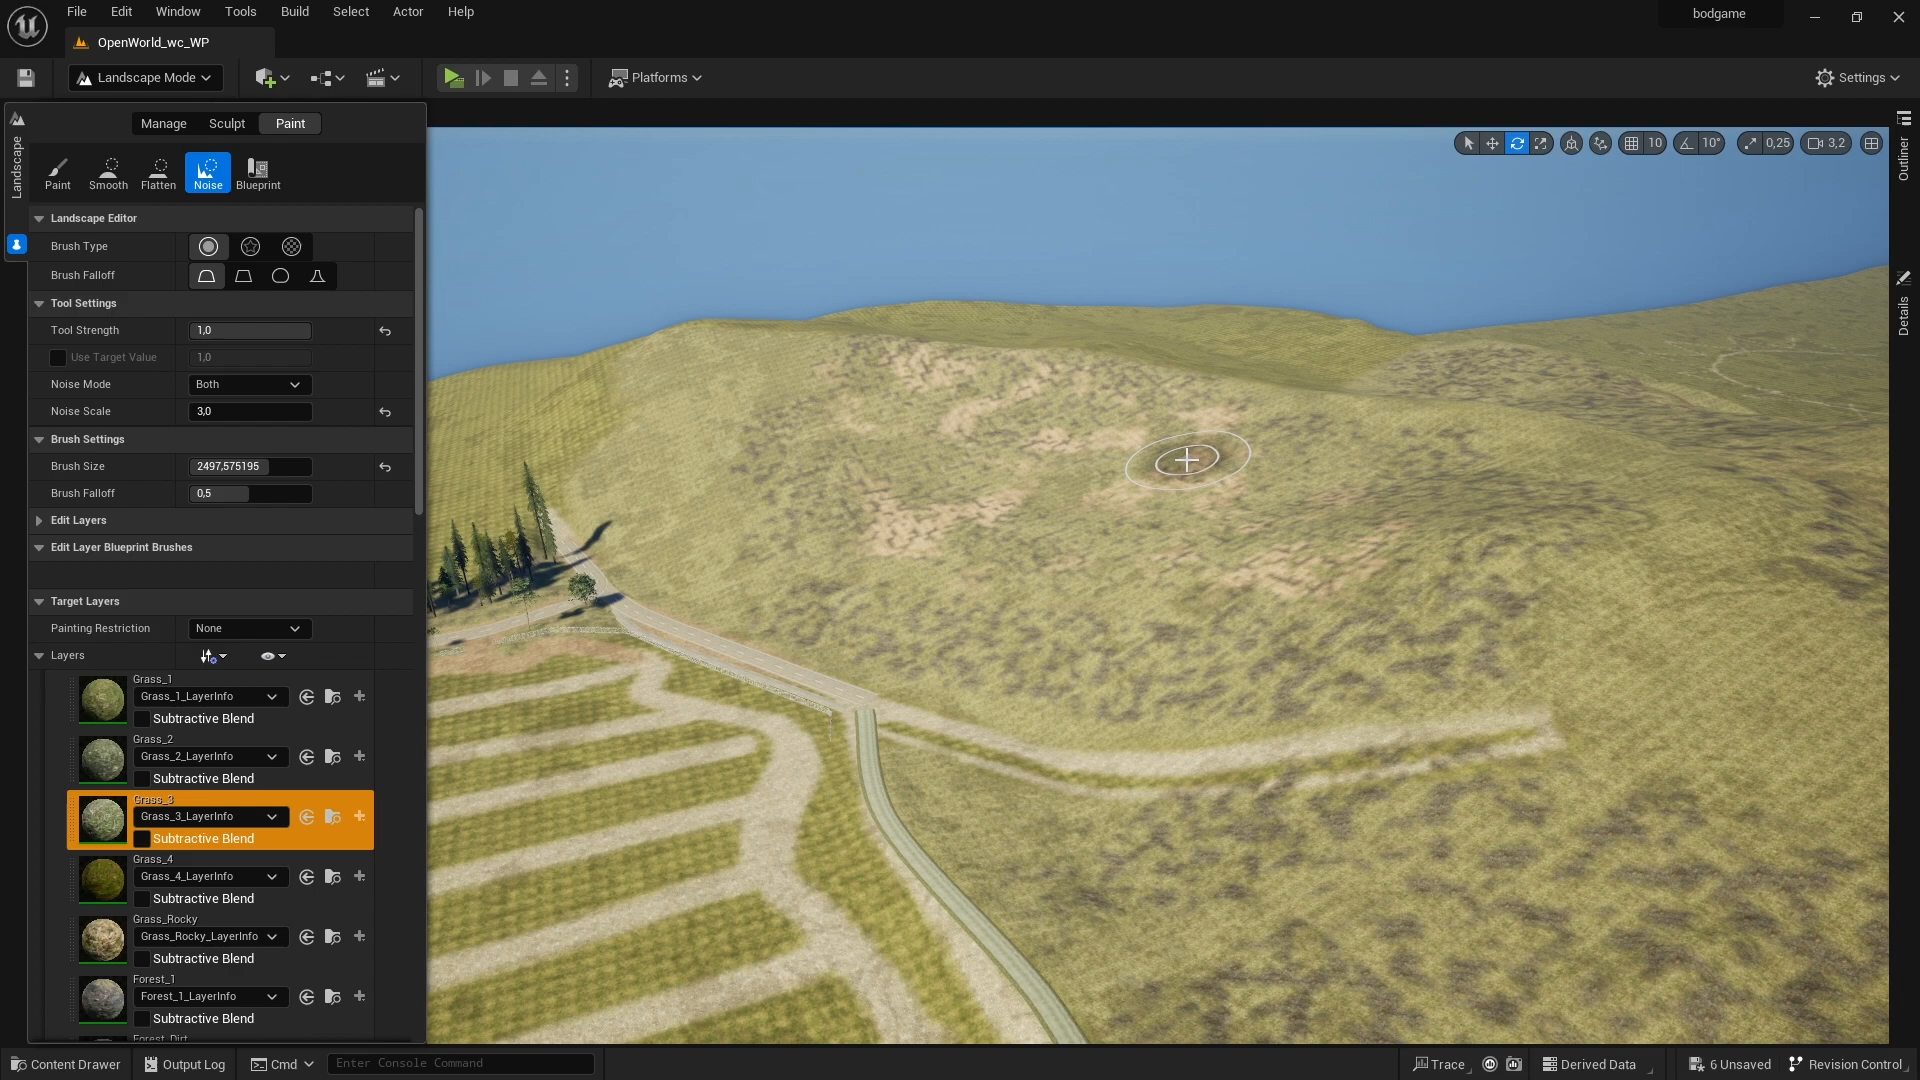 File Edit Window Tools Build Select Actor Help
bodgame
OpenWorld_wc_WP
Landscape Mode
Platforms
Settings
Landscape
Manage Sculpt Paint
Paint Smooth Flatten Noise Blueprint
10 10° 0,25 3,2
Outliner
Details
Landscape Editor
Brush Type
Brush Falloff
Tool Settings
Tool Strength 1,0
Use Target Value 1,0
Noise Mode Both
Noise Scale 3,0
Brush Settings
Brush Size 2497,575195
Brush Falloff 0,5
Edit Layers
Edit Layer Blueprint Brushes
Target Layers
Painting Restriction None
Layers
Grass_1
Grass_1_LayerInfo
Subtractive Blend
Grass_2
Grass_2_LayerInfo
Subtractive Blend
Grass_3
Grass_3_LayerInfo
Subtractive Blend
Grass_4
Grass_4_LayerInfo
Subtractive Blend
Grass_Rocky
Grass_Rocky_LayerInfo
Subtractive Blend
Forest_1
Forest_1_LayerInfo
Subtractive Blend
Forest_Dirt
Content Drawer Output Log Cmd Enter Console Command Trace Derived Data 6 Unsaved Revision Control